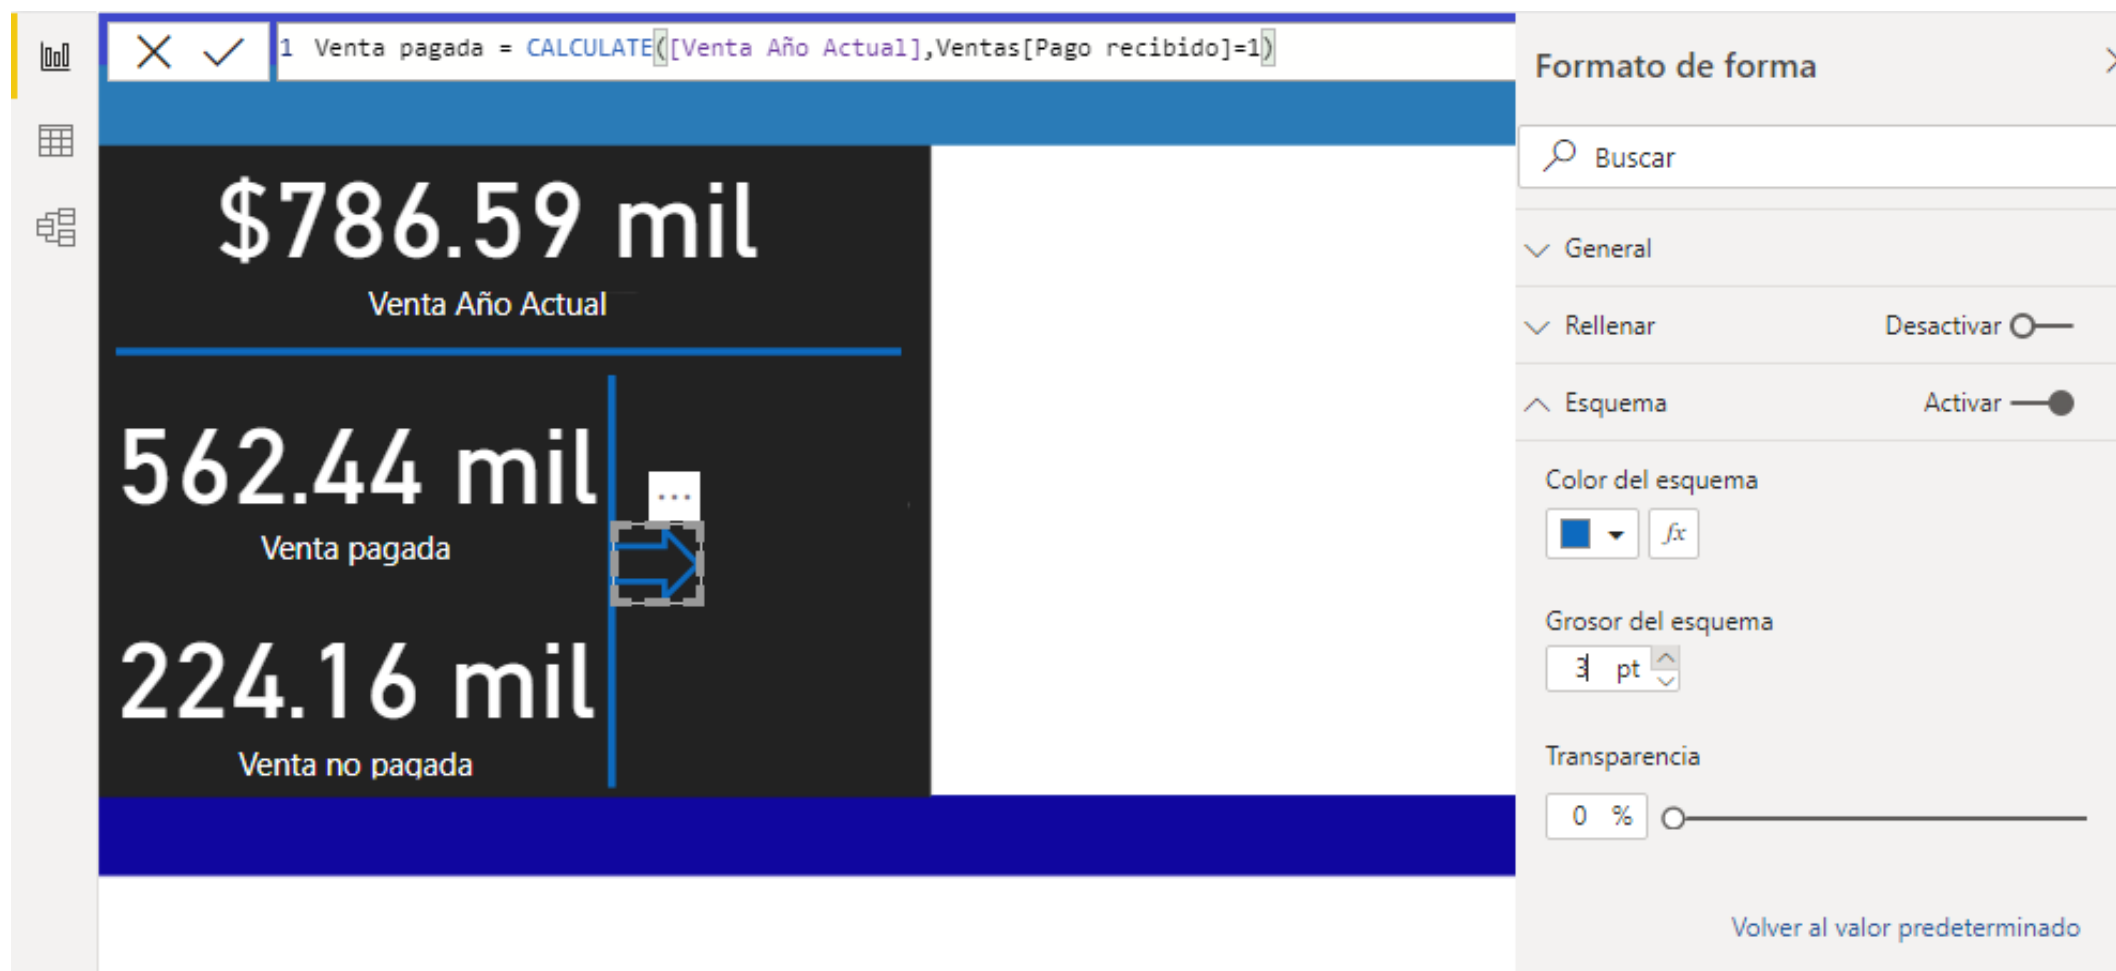 1 Venta pagada = CALCULATE([Venta Año Actual],Ventas[Pago recibido]=1)
$786.59 mil
Venta Año Actual
562.44 mil
Venta pagada
...
224.16 mil
Venta no pagada
Formato de forma
Buscar
General
Rellenar Desactivar
Esquema Activar
Color del esquema
fx
Grosor del esquema
3 pt
Transparencia
0 %
Volver al valor predeterminado